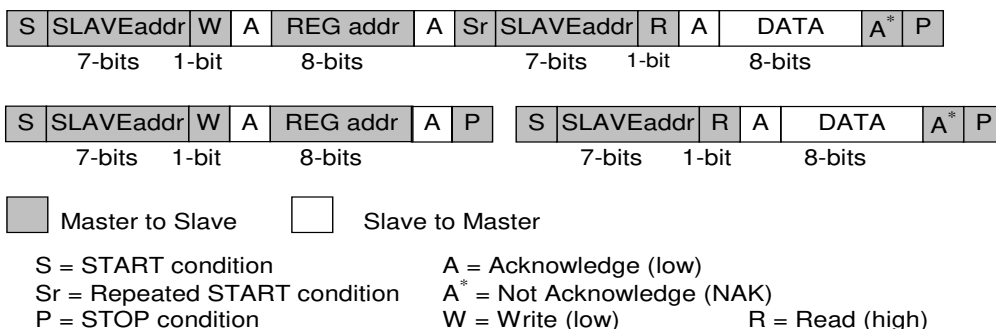 S SLAVEaddr W A REG addr A Sr SLAVEaddr R A DATA A* P
7-bits 1-bit 8-bits 7-bits 1-bit 8-bits
S SLAVEaddr W A REG addr A P S SLAVEaddr R A DATA A* P
7-bits 1-bit 8-bits 7-bits 1-bit 8-bits
Master to Slave Slave to Master
S = START condition A = Acknowledge (low)
Sr = Repeated START condition A* = Not Acknowledge (NAK)
P = STOP condition W = Write (low) R = Read (high)